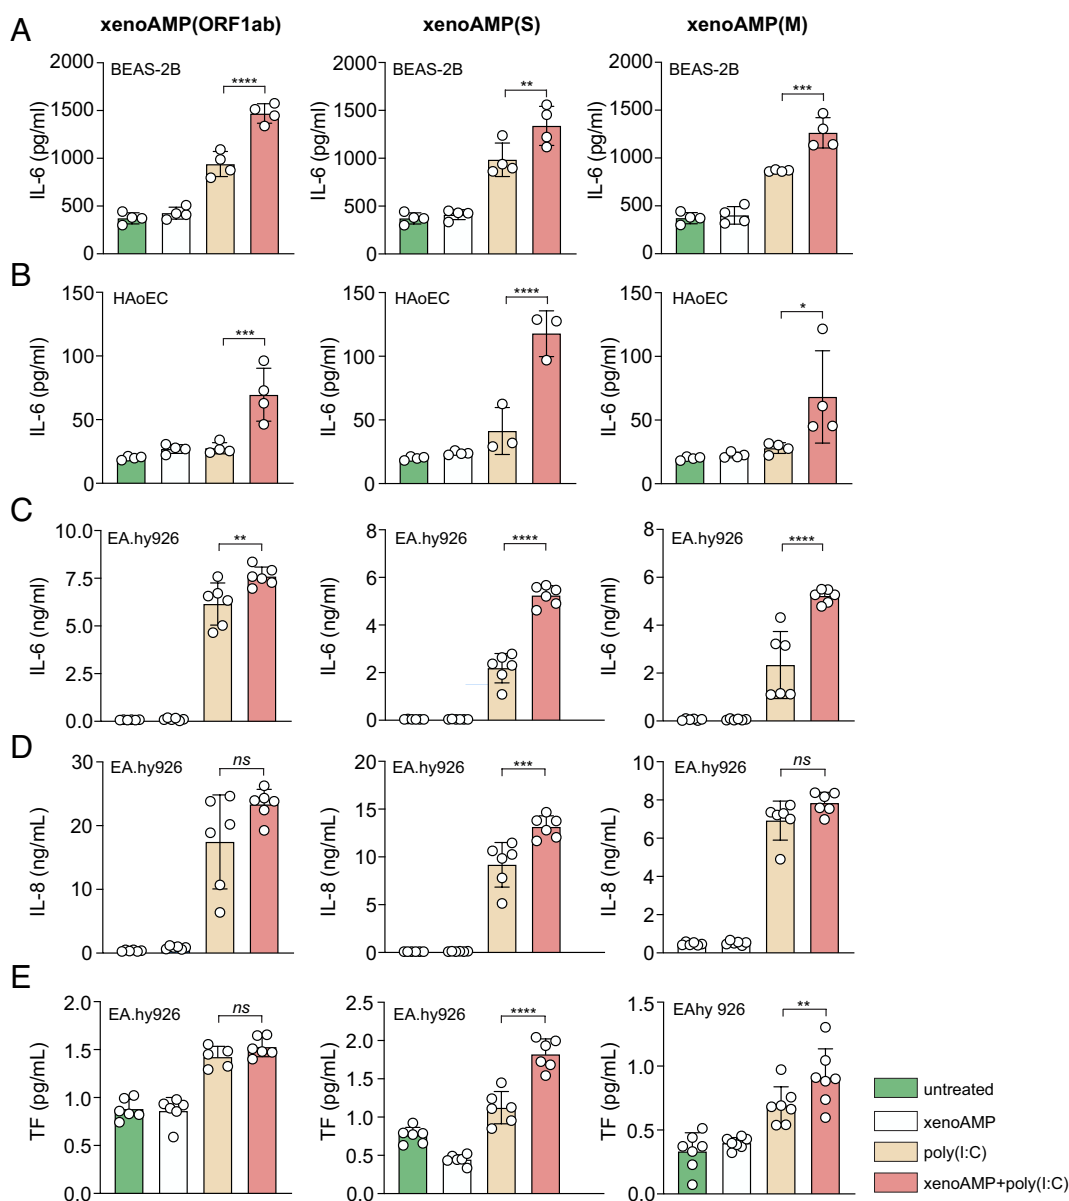 xenoAMP(ORF1ab) xenoAMP(S) xenoAMP(M)
A
BEAS-2B
IL-6 (pg/ml)
2000
1500
1000
500
0
****
BEAS-2B
IL-6 (pg/ml)
2000
1500
1000
500
0
**
BEAS-2B
IL-6 (pg/ml)
2000
1500
1000
500
0
***
B
HAoEC
IL-6 (pg/ml)
150
100
50
0
***
HAoEC
IL-6 (pg/ml)
150
100
50
0
****
HAoEC
IL-6 (pg/ml)
150
100
50
0
*
C
EA.hy926
IL-6 (ng/ml)
10.0
7.5
5.0
2.5
0.0
**
EA.hy926
IL-6 (ng/ml)
8
6
4
2
0
****
EA.hy926
IL-6 (ng/ml)
8
6
4
2
0
****
D
EA.hy926
IL-8 (ng/mL)
30
20
10
0
ns
EA.hy926
IL-8 (ng/mL)
20
15
10
5
0
***
EA.hy926
IL-8 (ng/mL)
10
8
6
4
2
0
ns
E
EA.hy926
TF (pg/mL)
2.0
1.5
1.0
0.5
0.0
ns
EA.hy926
TF (pg/mL)
2.5
2.0
1.5
1.0
0.5
0.0
****
EAhy 926
TF (pg/mL)
1.5
1.0
0.5
0.0
**
untreated
xenoAMP
poly(I:C)
xenoAMP+poly(I:C)